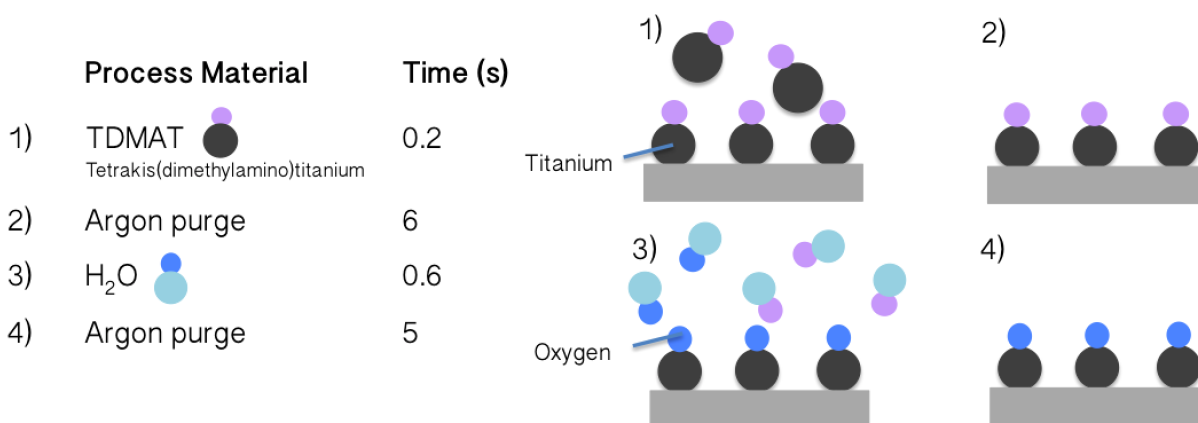 Process Material Time (s)
1) TDMAT 0.2
Tetrakis(dimethylamino)titanium
2) Argon purge 6
3) H₂O 0.6
4) Argon purge 5
1)
Titanium
2)
3)
Oxygen
4)